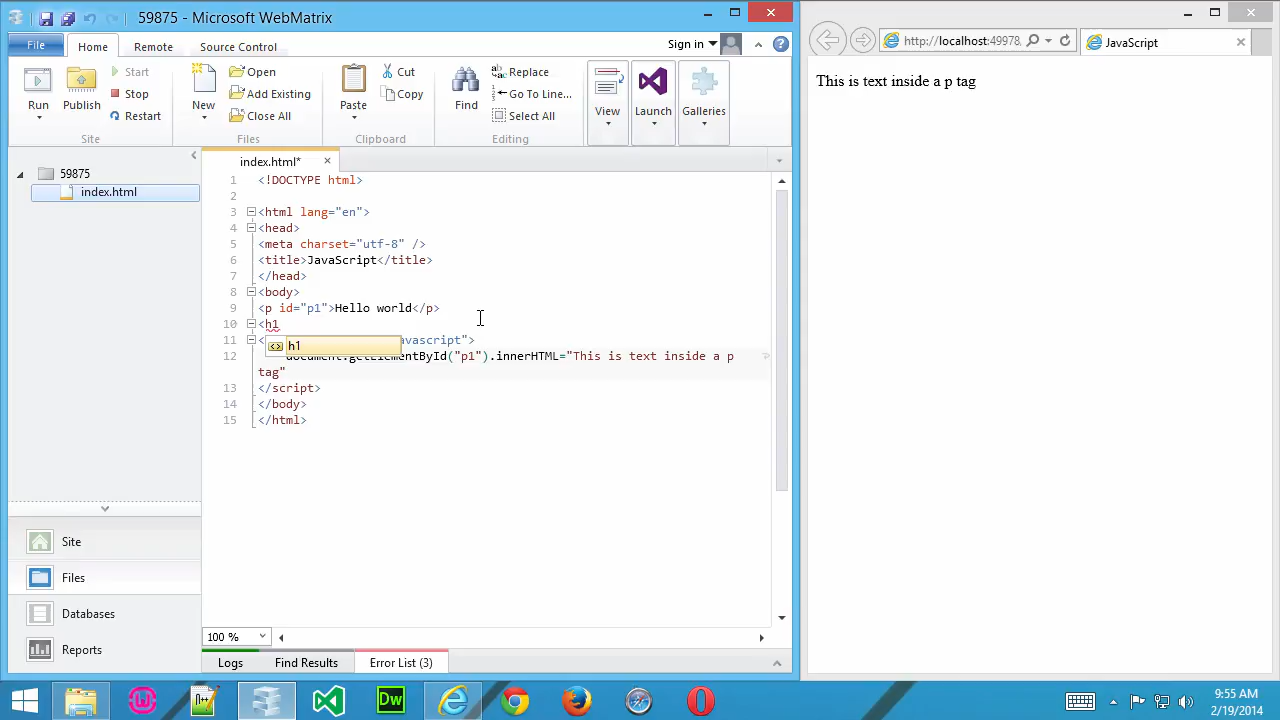 59875 - Microsoft WebMatrix
File Home Remote Source Control Sign in
Run Publish Start Stop Restart New Open Add Existing Close All Paste Cut Copy Find Replace Go To Line... Select All View Launch Galleries
Site Files Clipboard Editing
59875
index.html
index.html*
1 <!DOCTYPE html>
2
3 <html lang="en">
4 <head>
5 <meta charset="utf-8" />
6 <title>JavaScript</title>
7 </head>
8 <body>
9 <p id="p1">Hello world</p>
10 <h1
h1
11 < avascript">
12 document.getElementById("p1").innerHTML="This is text inside a p
tag"
13 </script>
14 </body>
15 </html>
Site
Files
Databases
Reports
100 %
Logs Find Results Error List (3)
http://localhost:49978,
JavaScript
This is text inside a p tag
Dw
9:55 AM
2/19/2014